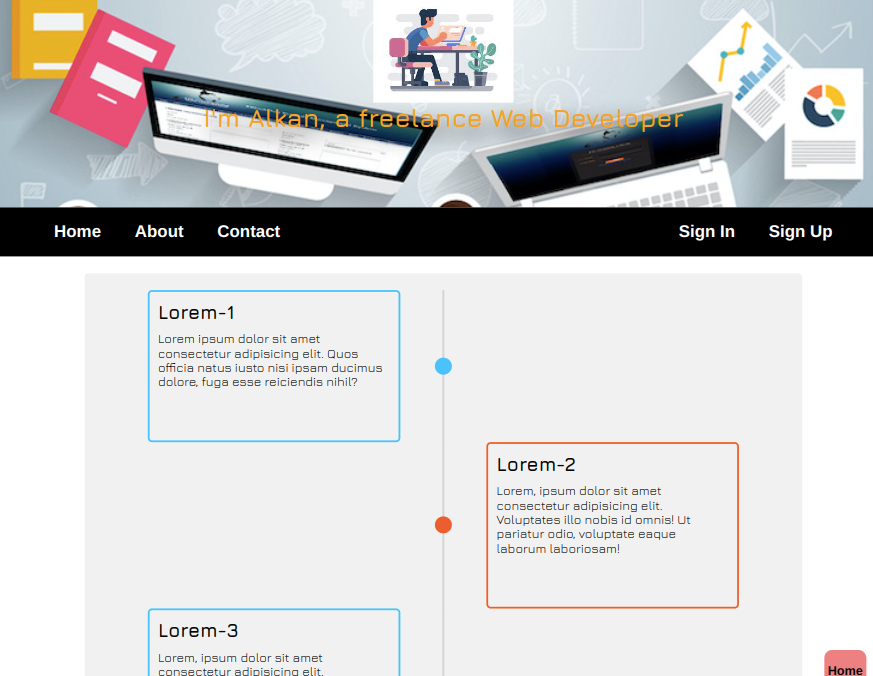 I'm Alkan, a freelance Web Developer
Home About Contact Sign In Sign Up
Lorem-1
Lorem ipsum dolor sit amet
consectetur adipisicing elit. Quos
officia natus iusto nisi ipsam ducimus
dolore, fuga esse reiciendis nihil?
Lorem-2
Lorem, ipsum dolor sit amet
consectetur adipisicing elit.
Voluptates illo nobis id omnis! Ut
pariatur odio, voluptate eaque
laborum laboriosam!
Lorem-3
Lorem, ipsum dolor sit amet
consectetur adipisicing elit.
Home